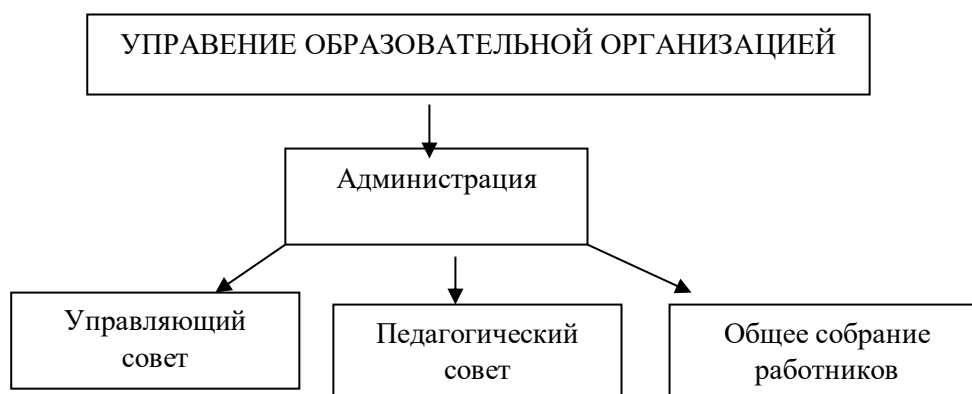 УПРАВЕНИЕ ОБРАЗОВАТЕЛЬНОЙ ОРГАНИЗАЦИЕЙ
Администрация
Управляющий
совет
Педагогический
совет
Общее собрание
работников